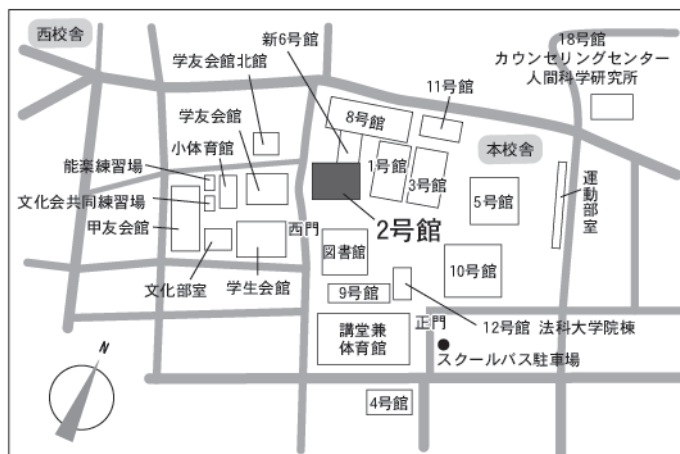 西校舎
新6号館
18号館
カウンセリングセンター
人間科学研究所
学友会館北館
11号館
学友会館
8号館
小体育館
本校舎
能楽練習場
1号館
3号館
文化会共同練習場
5号館
運動部室
甲友会館
西門
2号館
図書館
文化部室
学生会館
10号館
9号館
正門
12号館 法科大学院棟
講堂兼
体育館
スクールバス駐車場
4号館
N